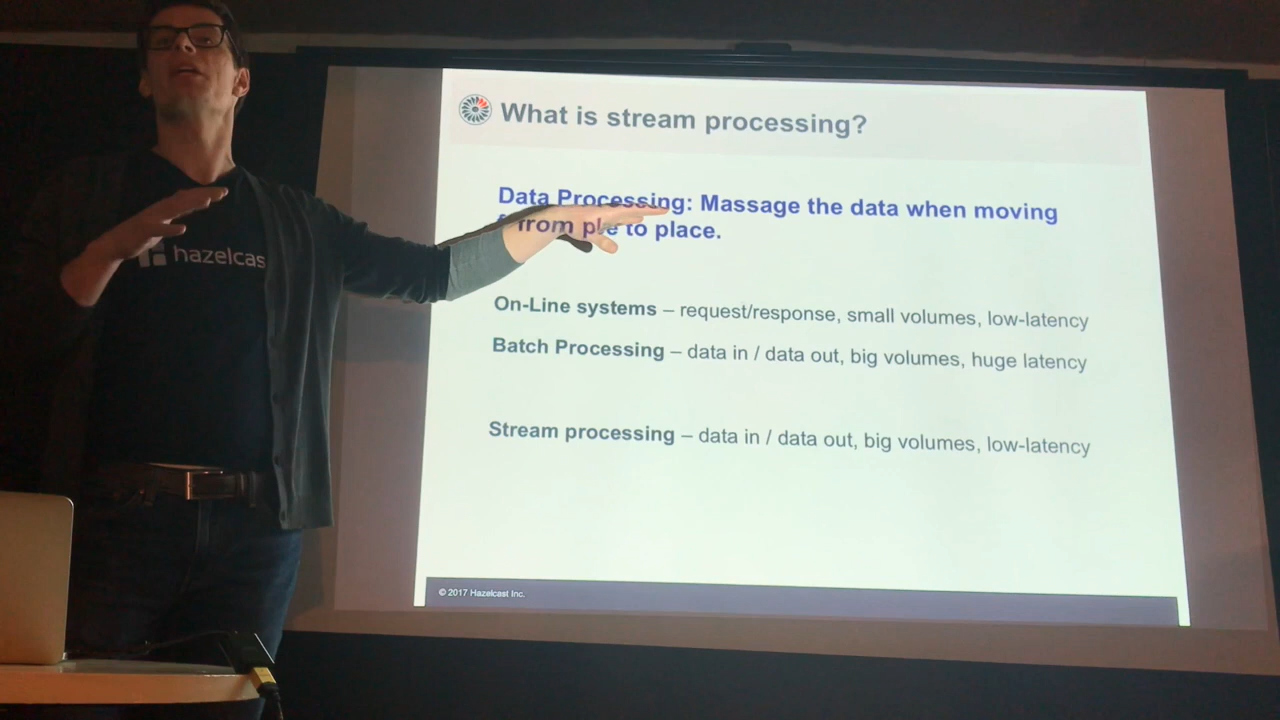 What is stream processing?
Data Processing: Massage the data when moving
from to place.
hazelcas
On-Line systems – request/response, small volumes, low-latency
Batch Processing – data in / data out, big volumes, huge latency
Stream processing – data in / data out, big volumes, low-latency
© 2017 Hazelcast Inc.